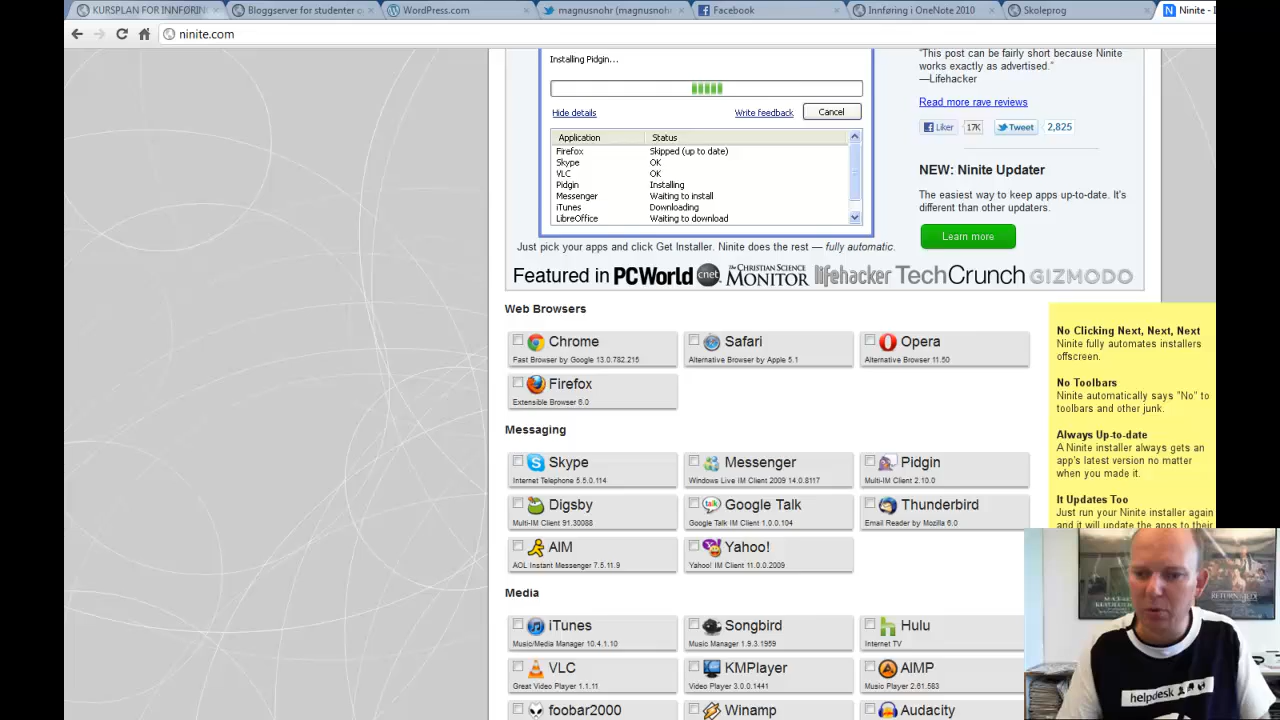 KURSPLAN FOR INNFØRIN
Bloggserver for studenter o
WordPress.com
magnusnohr (magnusnoh
Facebook
Innføring i OneNote 2010
Skoleprog
Ninite - I
ninite.com
Installing Pidgin...
Hide details
Write feedback
Cancel
Application Status
Firefox Skipped (up to date)
Skype OK
VLC OK
Pidgin Installing
Messenger Waiting to install
iTunes Downloading
LibreOffice Waiting to download
Just pick your apps and click Get Installer. Ninite does the rest — fully automatic.
"This post can be fairly short because Ninite
works exactly as advertised."
—Lifehacker
Read more rave reviews
Liker 17K Tweet 2,825
NEW: Ninite Updater
The easiest way to keep apps up-to-date. It's
different than other updaters.
Learn more
Featured in PCWorld cnet The CHRISTIAN SCIENCE MONITOR lifehacker TechCrunch GIZMODO
Web Browsers
Chrome
Fast Browser by Google 13.0.782.215
Safari
Alternative Browser by Apple 5.1
Opera
Alternative Browser 11.50
Firefox
Extensible Browser 6.0
Messaging
Skype
Internet Telephone 5.5.0.114
Messenger
Windows Live IM Client 2009 14.0.8117
Pidgin
Multi-IM Client 2.10.0
Digsby
Multi-IM Client 91.30088
Google Talk
Google Talk IM Client 1.0.0.104
Thunderbird
Email Reader by Mozilla 6.0
AIM
AOL Instant Messenger 7.5.11.9
Yahoo!
Yahoo! IM Client 11.0.0.2009
Media
iTunes
Music/Media Manager 10.4.1.10
Songbird
Music Manager 1.9.3.1959
Hulu
Internet TV
VLC
Great Video Player 1.1.11
KMPlayer
Video Player 3.0.0.1441
AIMP
Music Player 2.61.583
foobar2000
Winamp
Audacity
No Clicking Next, Next, Next
Ninite fully automates installers
offscreen.
No Toolbars
Ninite automatically says "No" to
toolbars and other junk.
Always Up-to-date
A Ninite installer always gets an
app's latest version no matter
when you made it.
It Updates Too
Just run your Ninite installer again
and it will update the apps to their
helpdesk